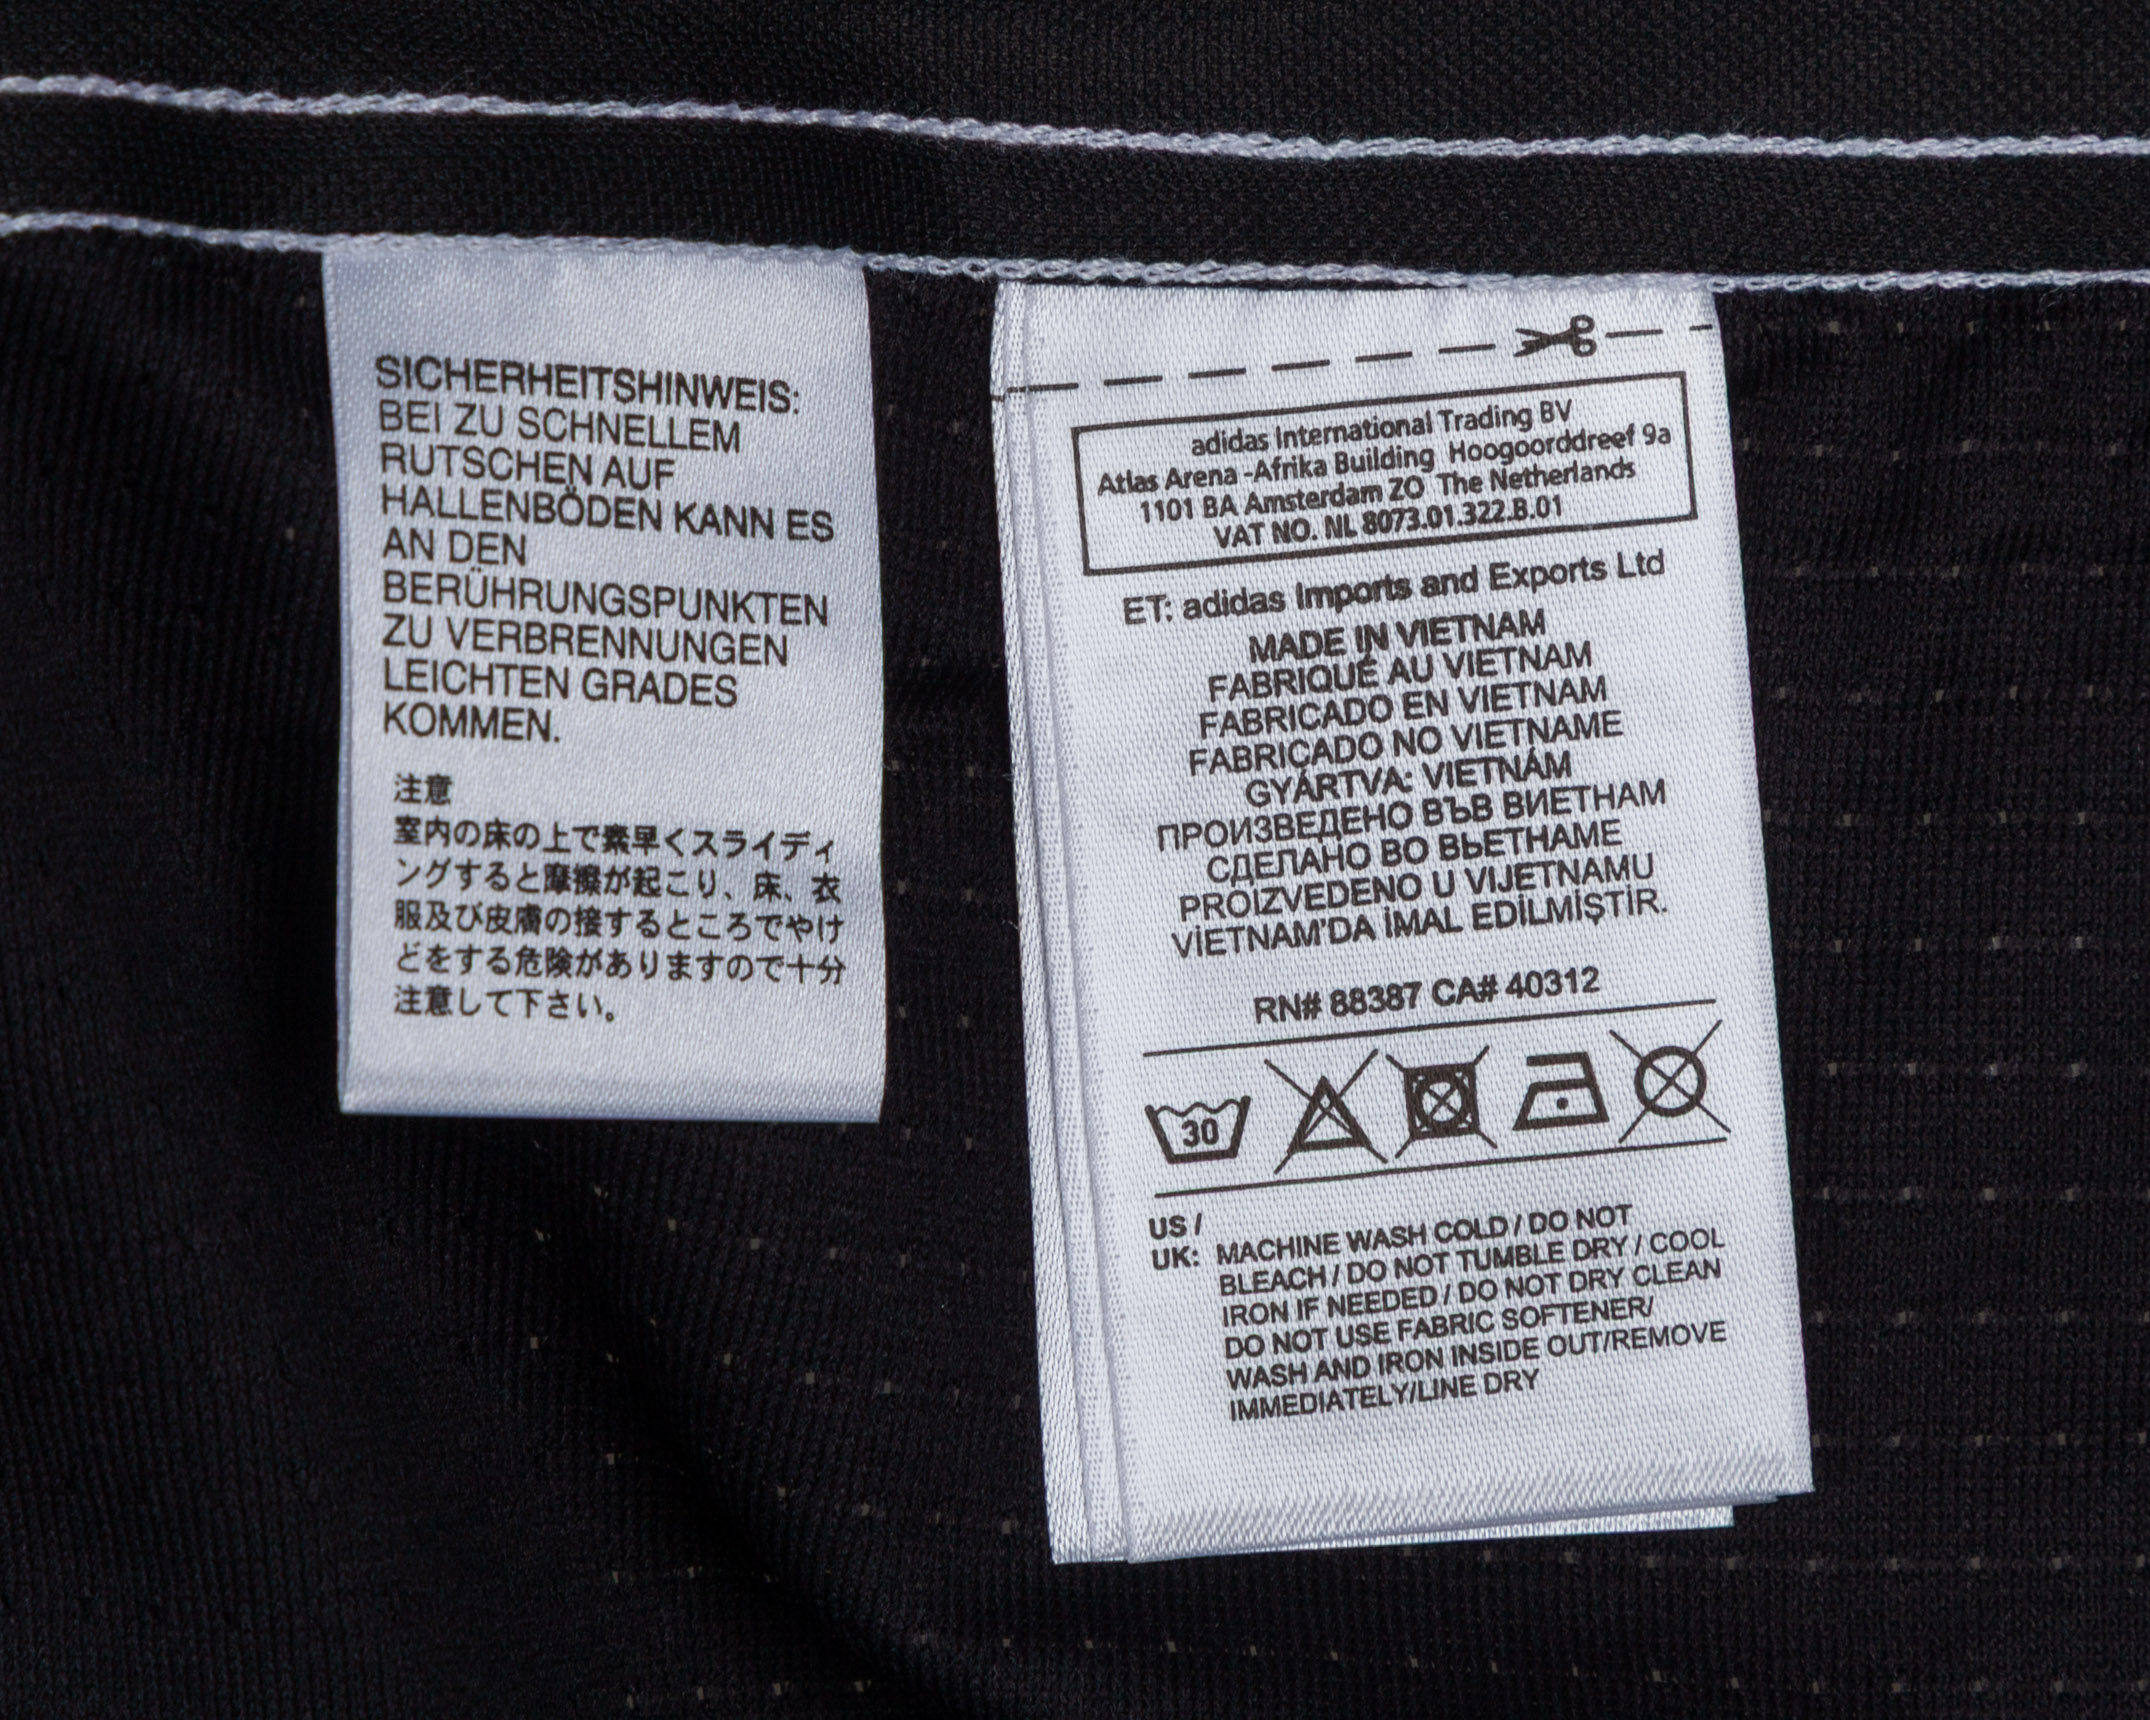 SICHERHEITSHINWEIS:
BEI ZU SCHNELLEM
RUTSCHEN AUF
HALLENBÖDEN KANN ES
AN DEN
BERÜHRUNGSPUNKTEN
ZU VERBRENNUNGEN
LEICHTEN GRADES
KOMMEN.
注意
室内の床の上で素早くスライディ
ングすると摩擦が起こり、床、衣
服及び皮膚の接するところでやけ
どをする危険がありますので十分
注意して下さい。
adidas International Trading BV
Atlas Arena -Afrika Building Hoogoorddreef 9a
1101 BA Amsterdam ZO The Netherlands
VAT NO. NL 8073.01.322.B.01
ET: adidas Imports and Exports Ltd
MADE IN VIETNAM
FABRIQUÉ AU VIETNAM
FABRICADO EN VIETNAM
FABRICADO NO VIETNAME
GYÁRTVA: VIETNÁM
ПРОИЗВЕДЕНО ВЪВ ВИЕТНАМ
СДЕЛАНО ВО ВЬЕТНАМЕ
PROIZVEDENO U VIJETNAMU
VİETNAM'DA İMAL EDİLMİŞTİR.
RN# 88387 CA# 40312
30
US /
UK: MACHINE WASH COLD / DO NOT
BLEACH / DO NOT TUMBLE DRY / COOL
IRON IF NEEDED / DO NOT DRY CLEAN
DO NOT USE FABRIC SOFTENER/
WASH AND IRON INSIDE OUT/REMOVE
IMMEDIATELY/LINE DRY